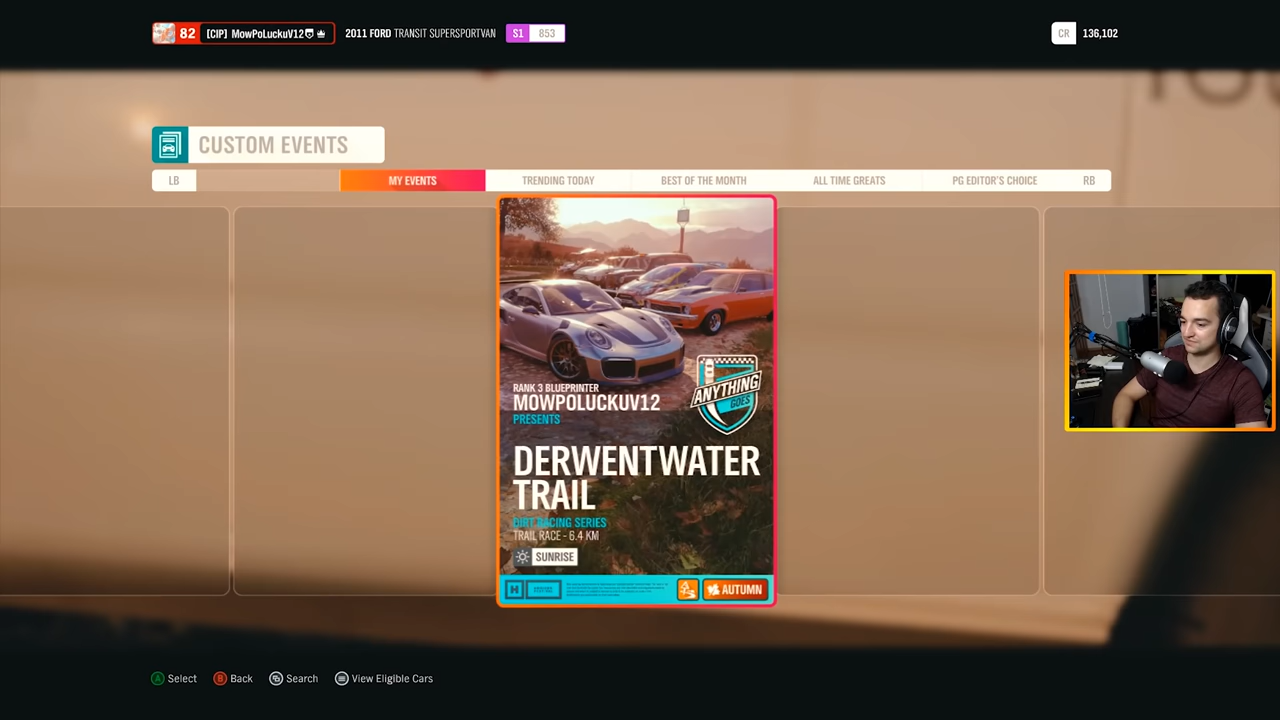 82 [CIP] MowPoLuckuV12 2011 FORD TRANSIT SUPERSPORTVAN S1 853 CR 136,102
CUSTOM EVENTS
LB MY EVENTS TRENDING TODAY BEST OF THE MONTH ALL TIME GREATS PG EDITOR'S CHOICE RB
RANK 3 BLUEPRINTER
MOWPOLUCKUV12
PRESENTS
ANYTHING
GOES
DERWENTWATER
TRAIL
DIRT RACING SERIES
TRAIL RACE - 6.4 KM
SUNRISE
H
AUTUMN
A Select B Back Search View Eligible Cars